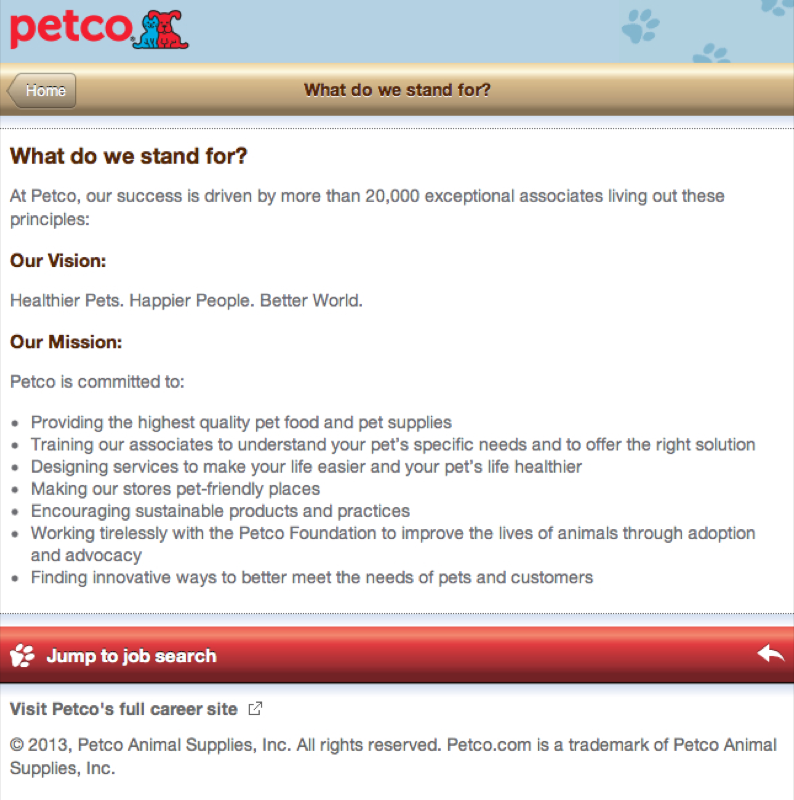 petco
Home
What do we stand for?
What do we stand for?
At Petco, our success is driven by more than 20,000 exceptional associates living out these
principles:
Our Vision:
Healthier Pets. Happier People. Better World.
Our Mission:
Petco is committed to:
• Providing the highest quality pet food and pet supplies
• Training our associates to understand your pet's specific needs and to offer the right solution
• Designing services to make your life easier and your pet's life healthier
• Making our stores pet-friendly places
• Encouraging sustainable products and practices
• Working tirelessly with the Petco Foundation to improve the lives of animals through adoption
and advocacy
• Finding innovative ways to better meet the needs of pets and customers
Jump to job search
Visit Petco's full career site
© 2013, Petco Animal Supplies, Inc. All rights reserved. Petco.com is a trademark of Petco Animal
Supplies, Inc.